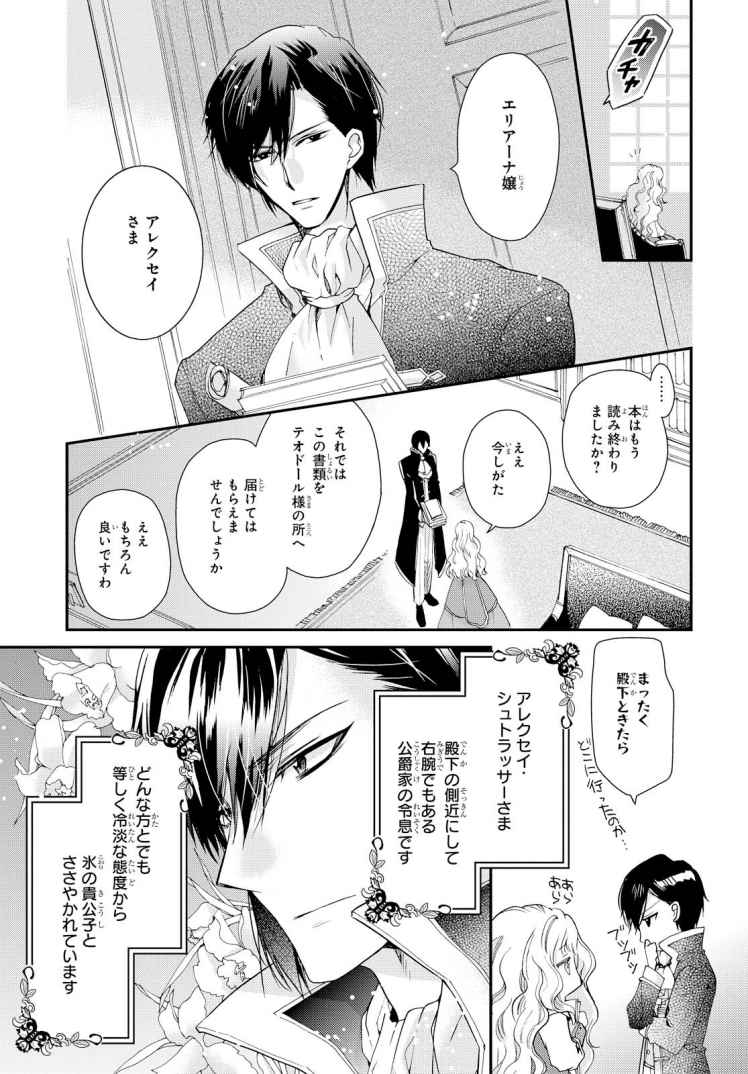 ガチャ
エリアーナ嬢
アレクセイ
さま
……
本はもう
読み終わり
ましたか?
ええ
今しがた
それでは
この書類を
テオドール様の所へ
届けては
もらえま
せんでしょうか
ええ
もちろん
良いですわ
まったく
殿下ときたら
どこに行ったのか…
ブツブツ
あらあら
アレクセイ・
シュトラッサーさま
殿下の側近にして
右腕でもある
公爵家の令息です
どんな方とでも
等しく冷淡な態度から
氷の貴公子と
ささやかれています